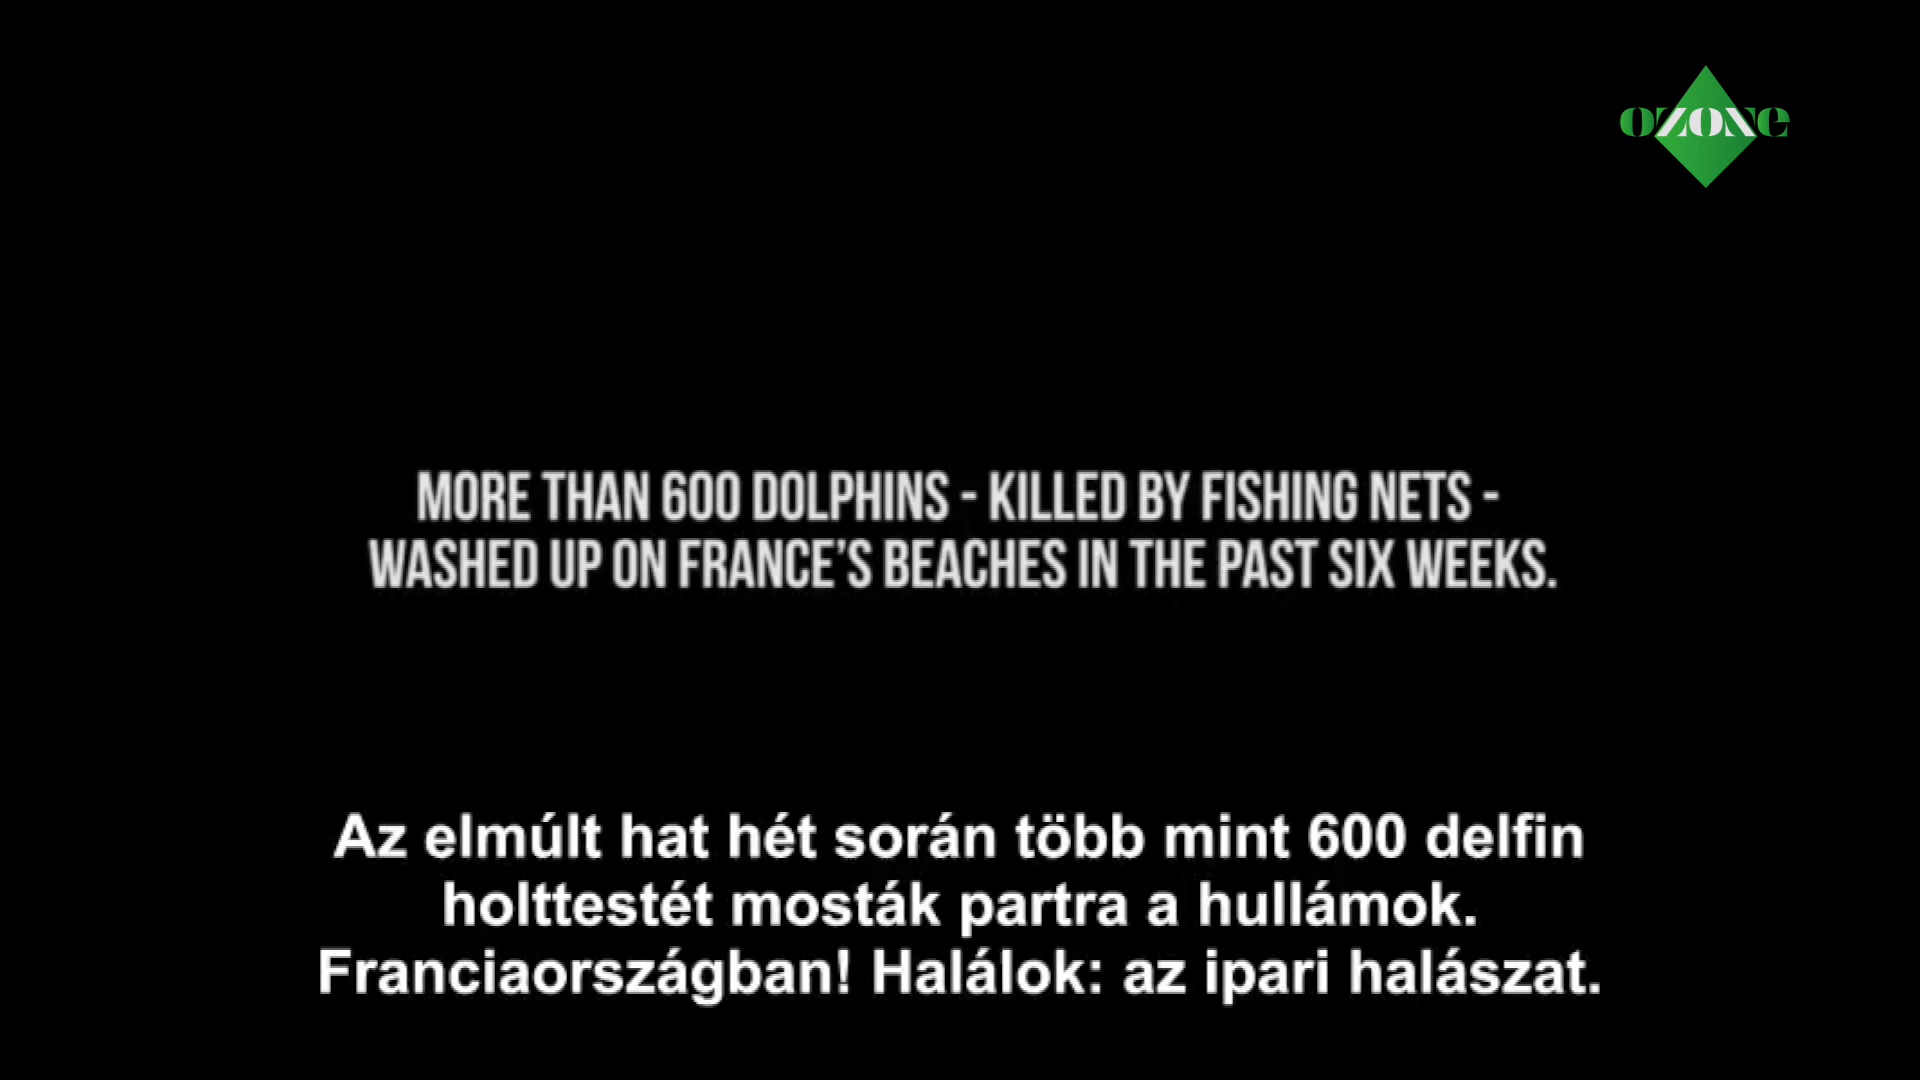 ozone
MORE THAN 600 DOLPHINS - KILLED BY FISHING NETS -
WASHED UP ON FRANCE'S BEACHES IN THE PAST SIX WEEKS.
Az elmúlt hat hét során több mint 600 delfin
holttestét mosták partra a hullámok.
Franciaországban! Halálok: az ipari halászat.